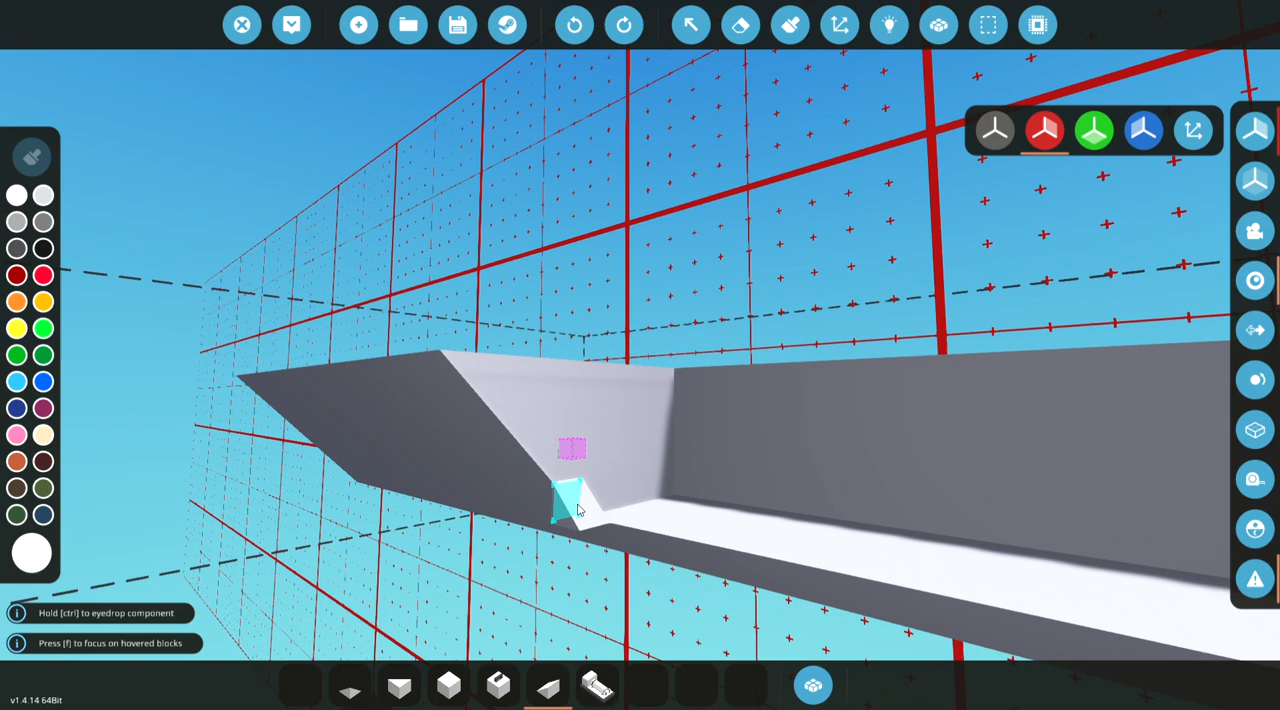 Hold [ctrl] to eyedrop component
Press [f] to focus on hovered blocks
v1.4.14 64Bit